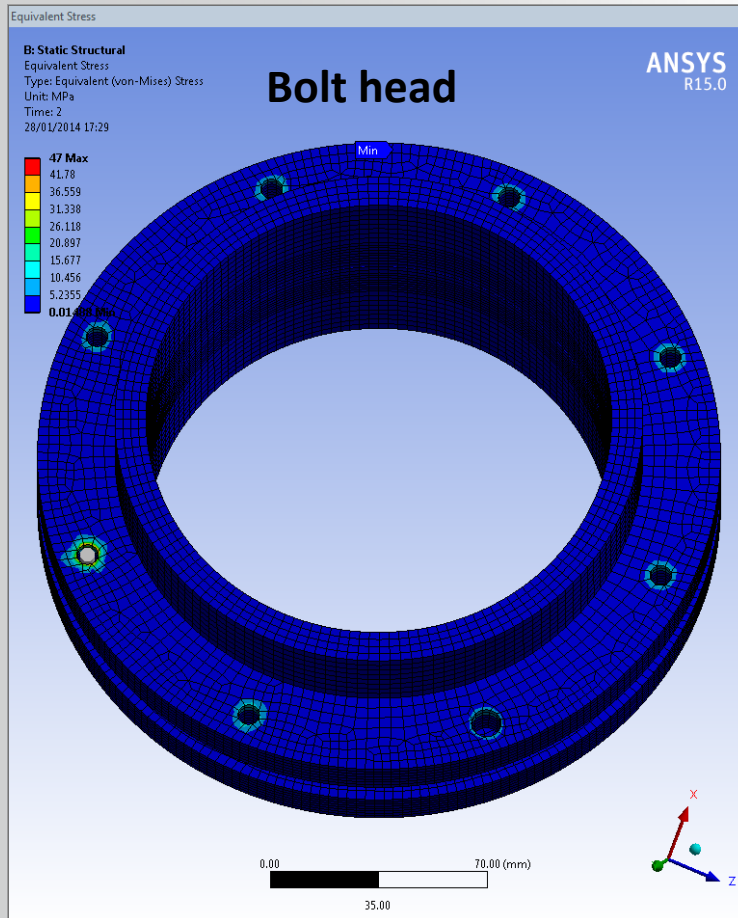 Equivalent Stress
B: Static Structural
Equivalent Stress
Type: Equivalent (von-Mises) Stress
Unit: MPa
Time: 2
28/01/2014 17:29
Bolt head
ANSYS
R15.0
47 Max
41.78
36.559
31.338
26.118
20.897
15.677
10.456
5.2355
Min
X
Z
0.00
70.00 (mm)
35.00